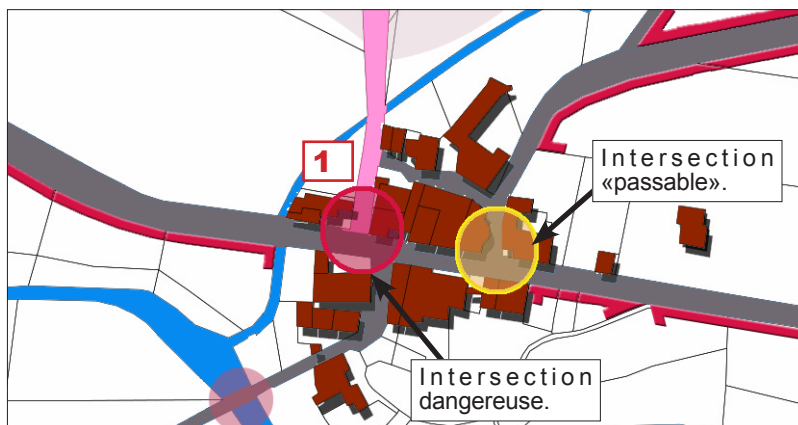 1
Intersection
«passable».
Intersection
dangereuse.